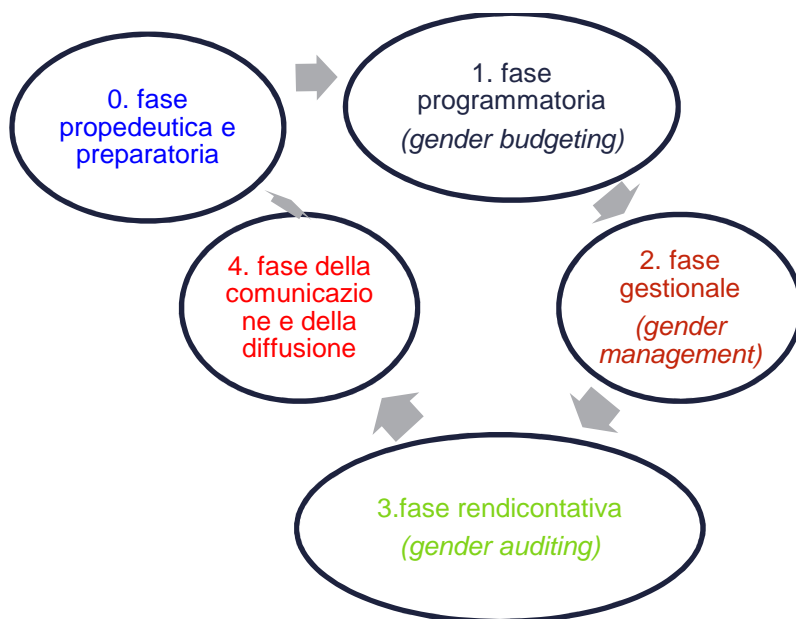 0. fase
propedeutica e
preparatoria
1. fase
programmatoria
(gender budgeting)
2. fase
gestionale
(gender
management)
3.fase rendicontativa
(gender auditing)
4. fase della
comunicazio
ne e della
diffusione